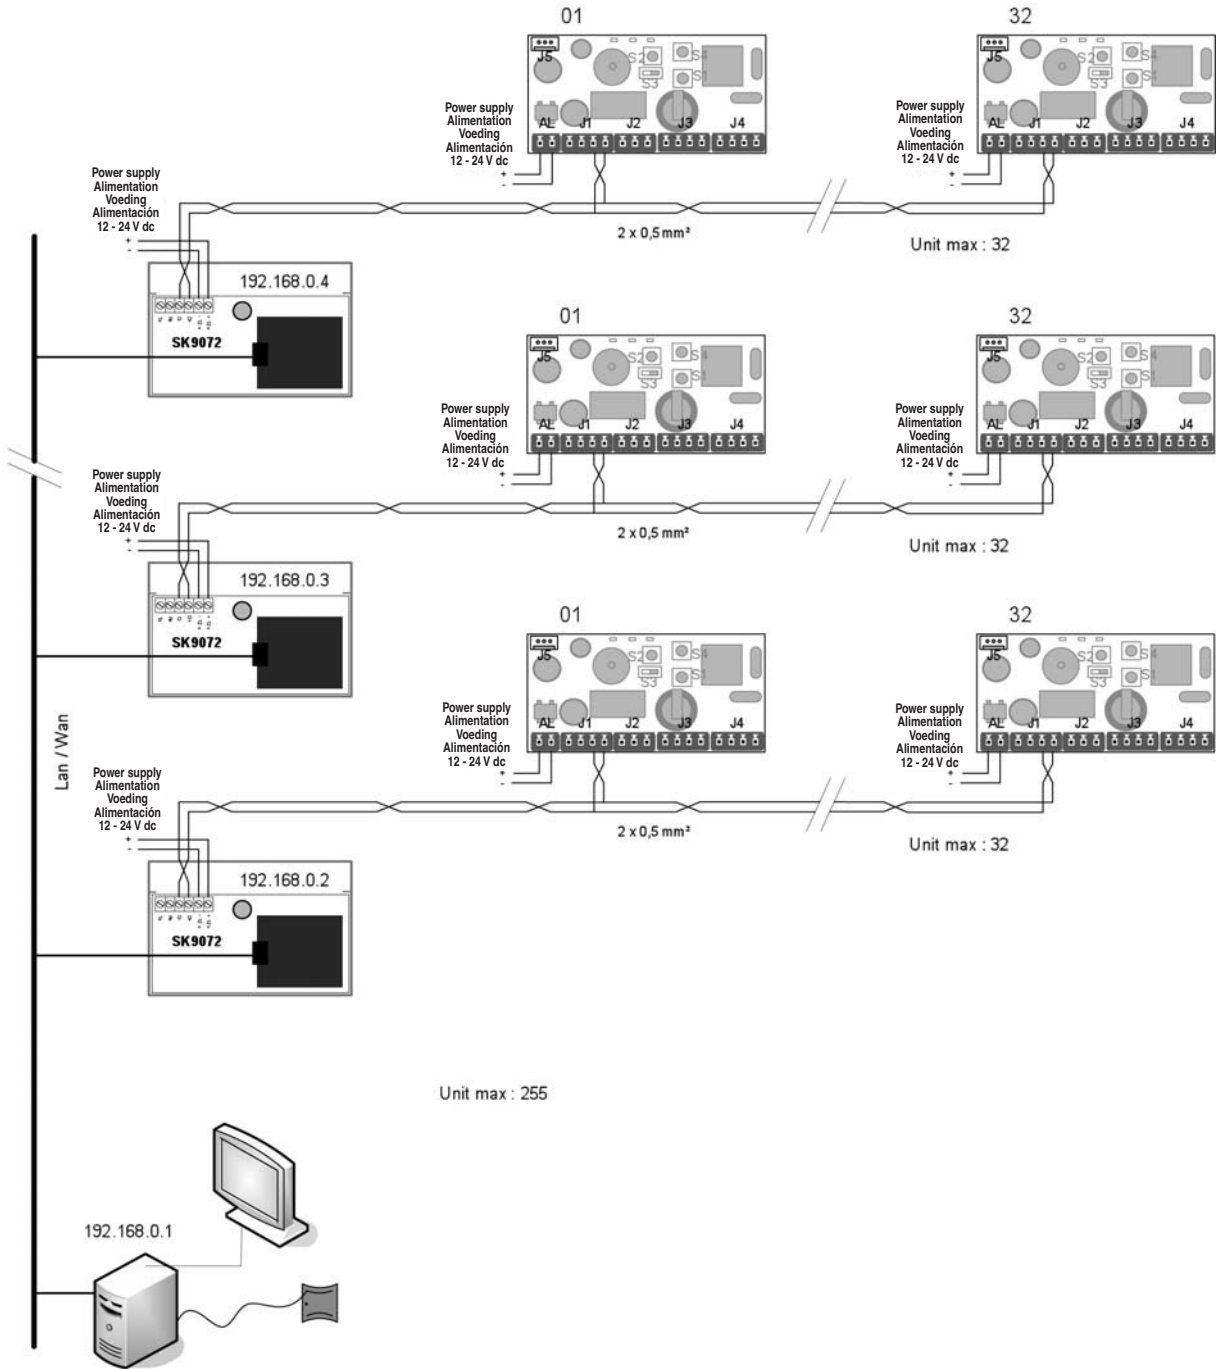 01
32
J5
S2
S4
S3
S1
AL
J1
J2
J3
J4
J5
S2
S4
S3
S1
AL
J1
J2
J3
J4
Power supply
Alimentation
Voeding
Alimentación
12 - 24 V dc
+
-
Power supply
Alimentation
Voeding
Alimentación
12 - 24 V dc
+
-
Power supply
Alimentation
Voeding
Alimentación
12 - 24 V dc
+
-
2 x 0,5 mm²
Unit max : 32
192.168.0.4
SK9072
01
32
J5
S2
S4
S3
S1
AL
J1
J2
J3
J4
J5
S2
S4
S3
S1
AL
J1
J2
J3
J4
Power supply
Alimentation
Voeding
Alimentación
12 - 24 V dc
+
-
Power supply
Alimentation
Voeding
Alimentación
12 - 24 V dc
+
-
Power supply
Alimentation
Voeding
Alimentación
12 - 24 V dc
+
-
2 x 0,5 mm²
Unit max : 32
192.168.0.3
SK9072
01
32
J5
S2
S4
S3
S1
AL
J1
J2
J3
J4
J5
S2
S4
S3
S1
AL
J1
J2
J3
J4
Power supply
Alimentation
Voeding
Alimentación
12 - 24 V dc
+
-
Power supply
Alimentation
Voeding
Alimentación
12 - 24 V dc
+
-
Lan / Wan
Power supply
Alimentation
Voeding
Alimentación
12 - 24 V dc
+
-
2 x 0,5 mm²
Unit max : 32
192.168.0.2
SK9072
Unit max : 255
192.168.0.1